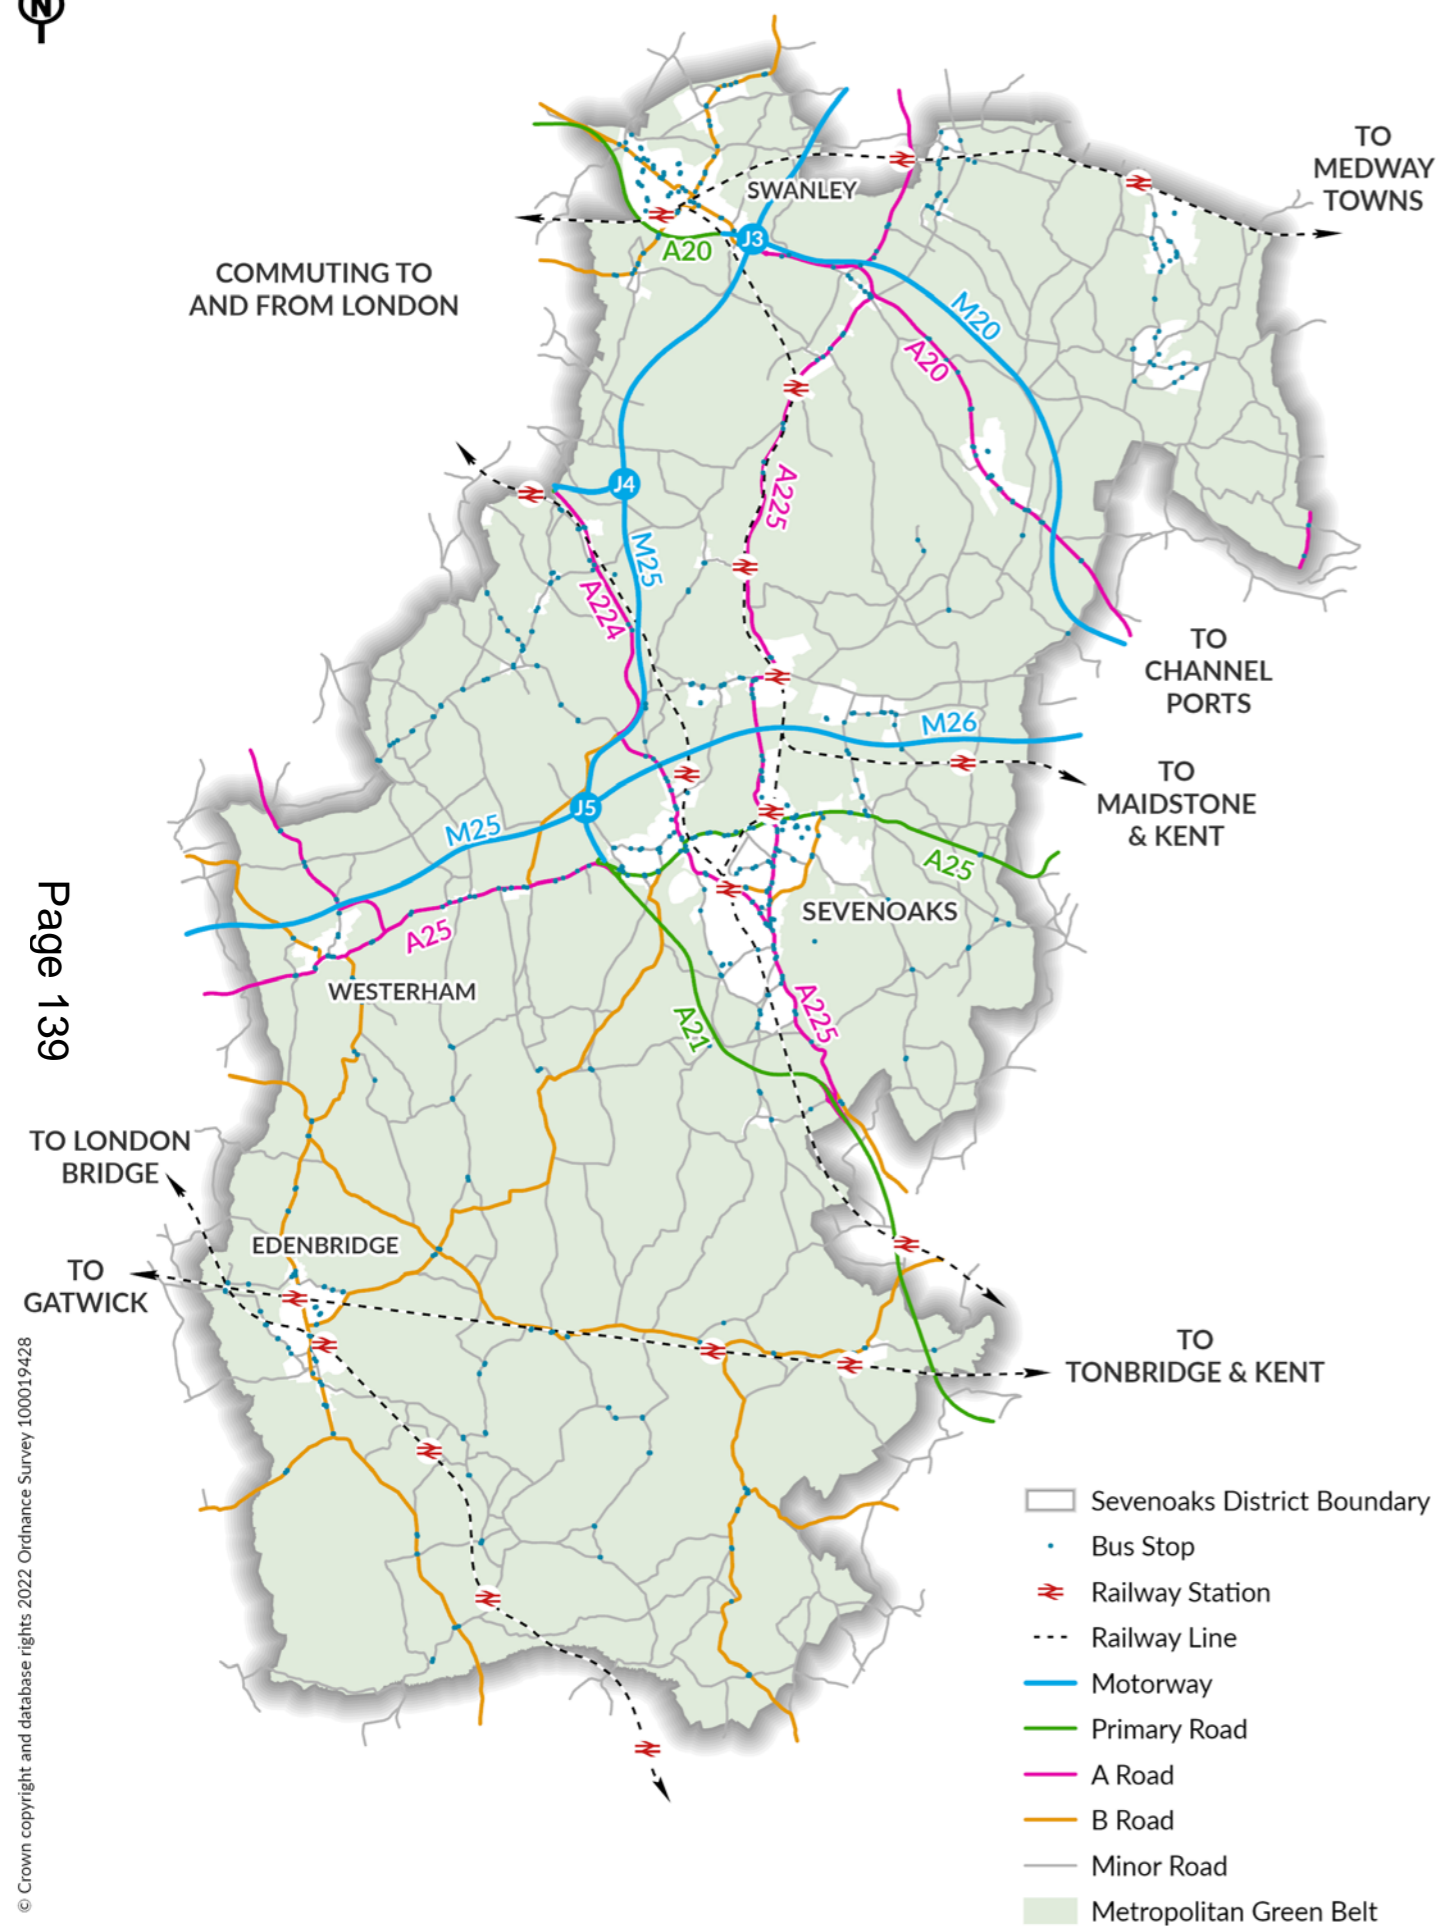 N
TO
MEDWAY
TOWNS
SWANLEY
J3
A20
COMMUTING TO
AND FROM LONDON
M20
A20
A225
J4
M25
A224
TO
CHANNEL
PORTS
M26
TO
MAIDSTONE
& KENT
J5
M25
A25
A25
SEVENOAKS
WESTERHAM
A21
A225
Page 139
TO LONDON
BRIDGE
EDENBRIDGE
TO
GATWICK
TO
TONBRIDGE & KENT
Sevenoaks District Boundary
Bus Stop
Railway Station
Railway Line
Motorway
Primary Road
A Road
B Road
Minor Road
Metropolitan Green Belt
© Crown copyright and database rights 2022 Ordnance Survey 100019428